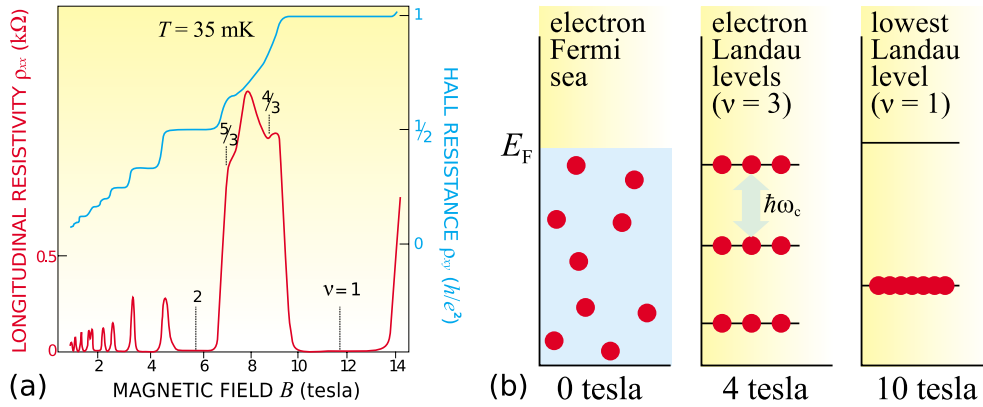 LONGITUDINAL RESISTIVITY ρxx (kΩ)
0.5
0
T = 35 mK
5/3
4/3
2
ν = 1
1
1/2
0
HALL RESISTANCE ρxy (h/e²)
2 4 6 8 10 12 14
(a) MAGNETIC FIELD B (tesla)
electron
Fermi
sea
EF
0 tesla
electron
Landau
levels
(ν = 3)
ħωc
4 tesla
lowest
Landau
level
(ν = 1)
10 tesla
(b)